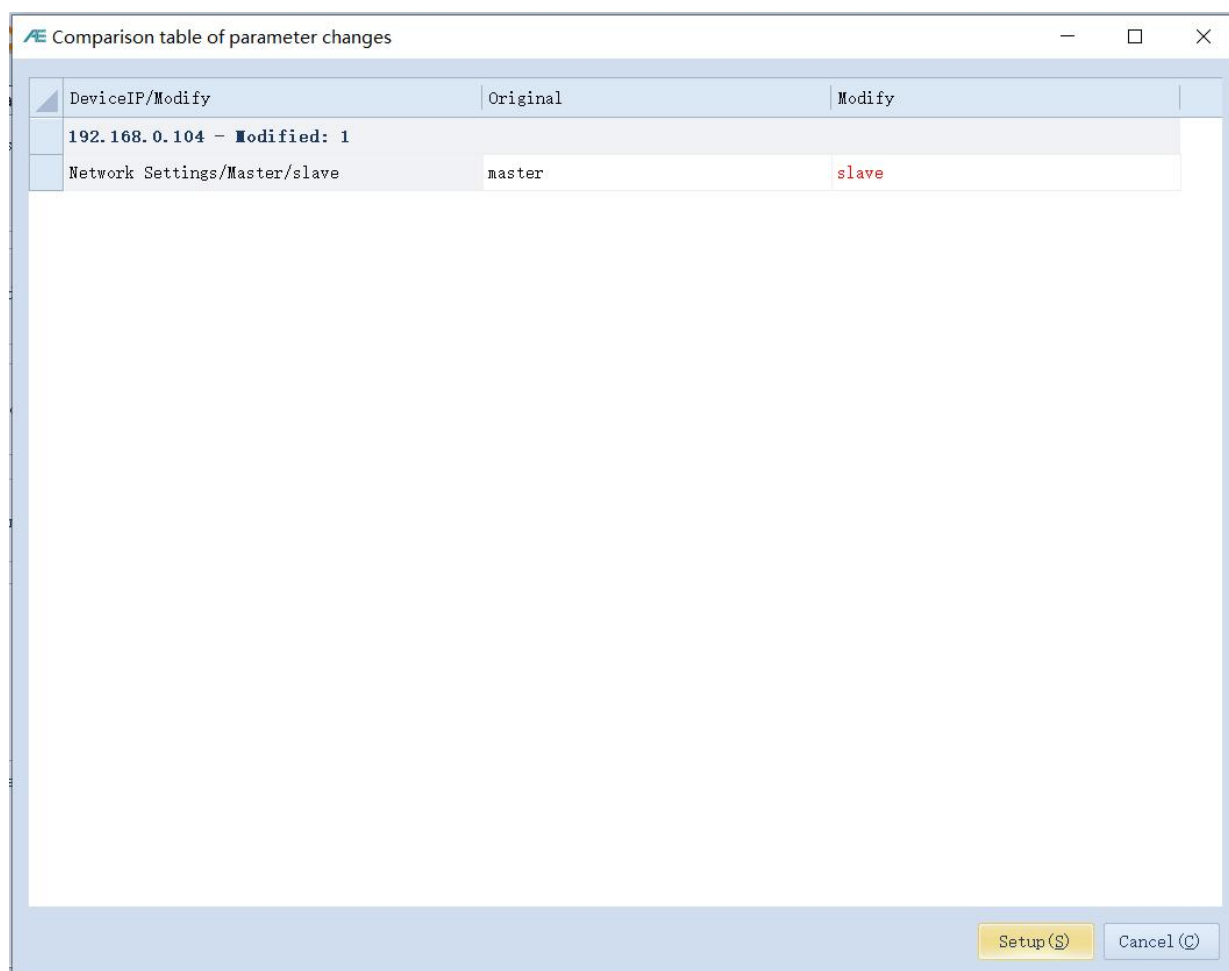 Æ Comparison table of parameter changes
DeviceIP/Modify Original Modify
192.168.0.104 - Modified: 1
Network Settings/Master/slave master slave
Setup(S) Cancel(C)